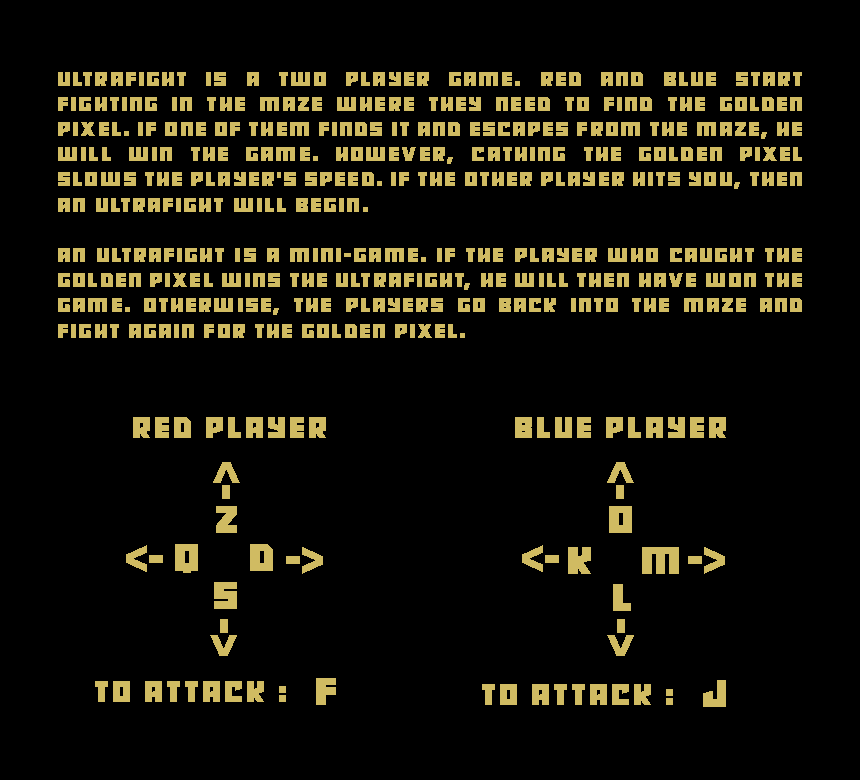 ULTRAFIGHT IS A TWO PLAYER GAME. RED AND BLUE START
FIGHTING IN THE MAZE WHERE THEY NEED TO FIND THE GOLDEN
PIXEL. IF ONE OF THEM FINDS IT AND ESCAPES FROM THE MAZE, HE
WILL WIN THE GAME. HOWEVER, CATHING THE GOLDEN PIXEL
SLOWS THE PLAYER'S SPEED. IF THE OTHER PLAYER HITS YOU, THEN
AN ULTRAFIGHT WILL BEGIN.
AN ULTRAFIGHT IS A MINI-GAME. IF THE PLAYER WHO CAUGHT THE
GOLDEN PIXEL WINS THE ULTRAFIGHT, HE WILL THEN HAVE WON THE
GAME. OTHERWISE, THE PLAYERS GO BACK INTO THE MAZE AND
FIGHT AGAIN FOR THE GOLDEN PIXEL.
RED PLAYER
^
-
Z
<- Q D ->
S
-
V
TO ATTACK : F
BLUE PLAYER
^
-
O
<- K M ->
L
-
V
TO ATTACK : J